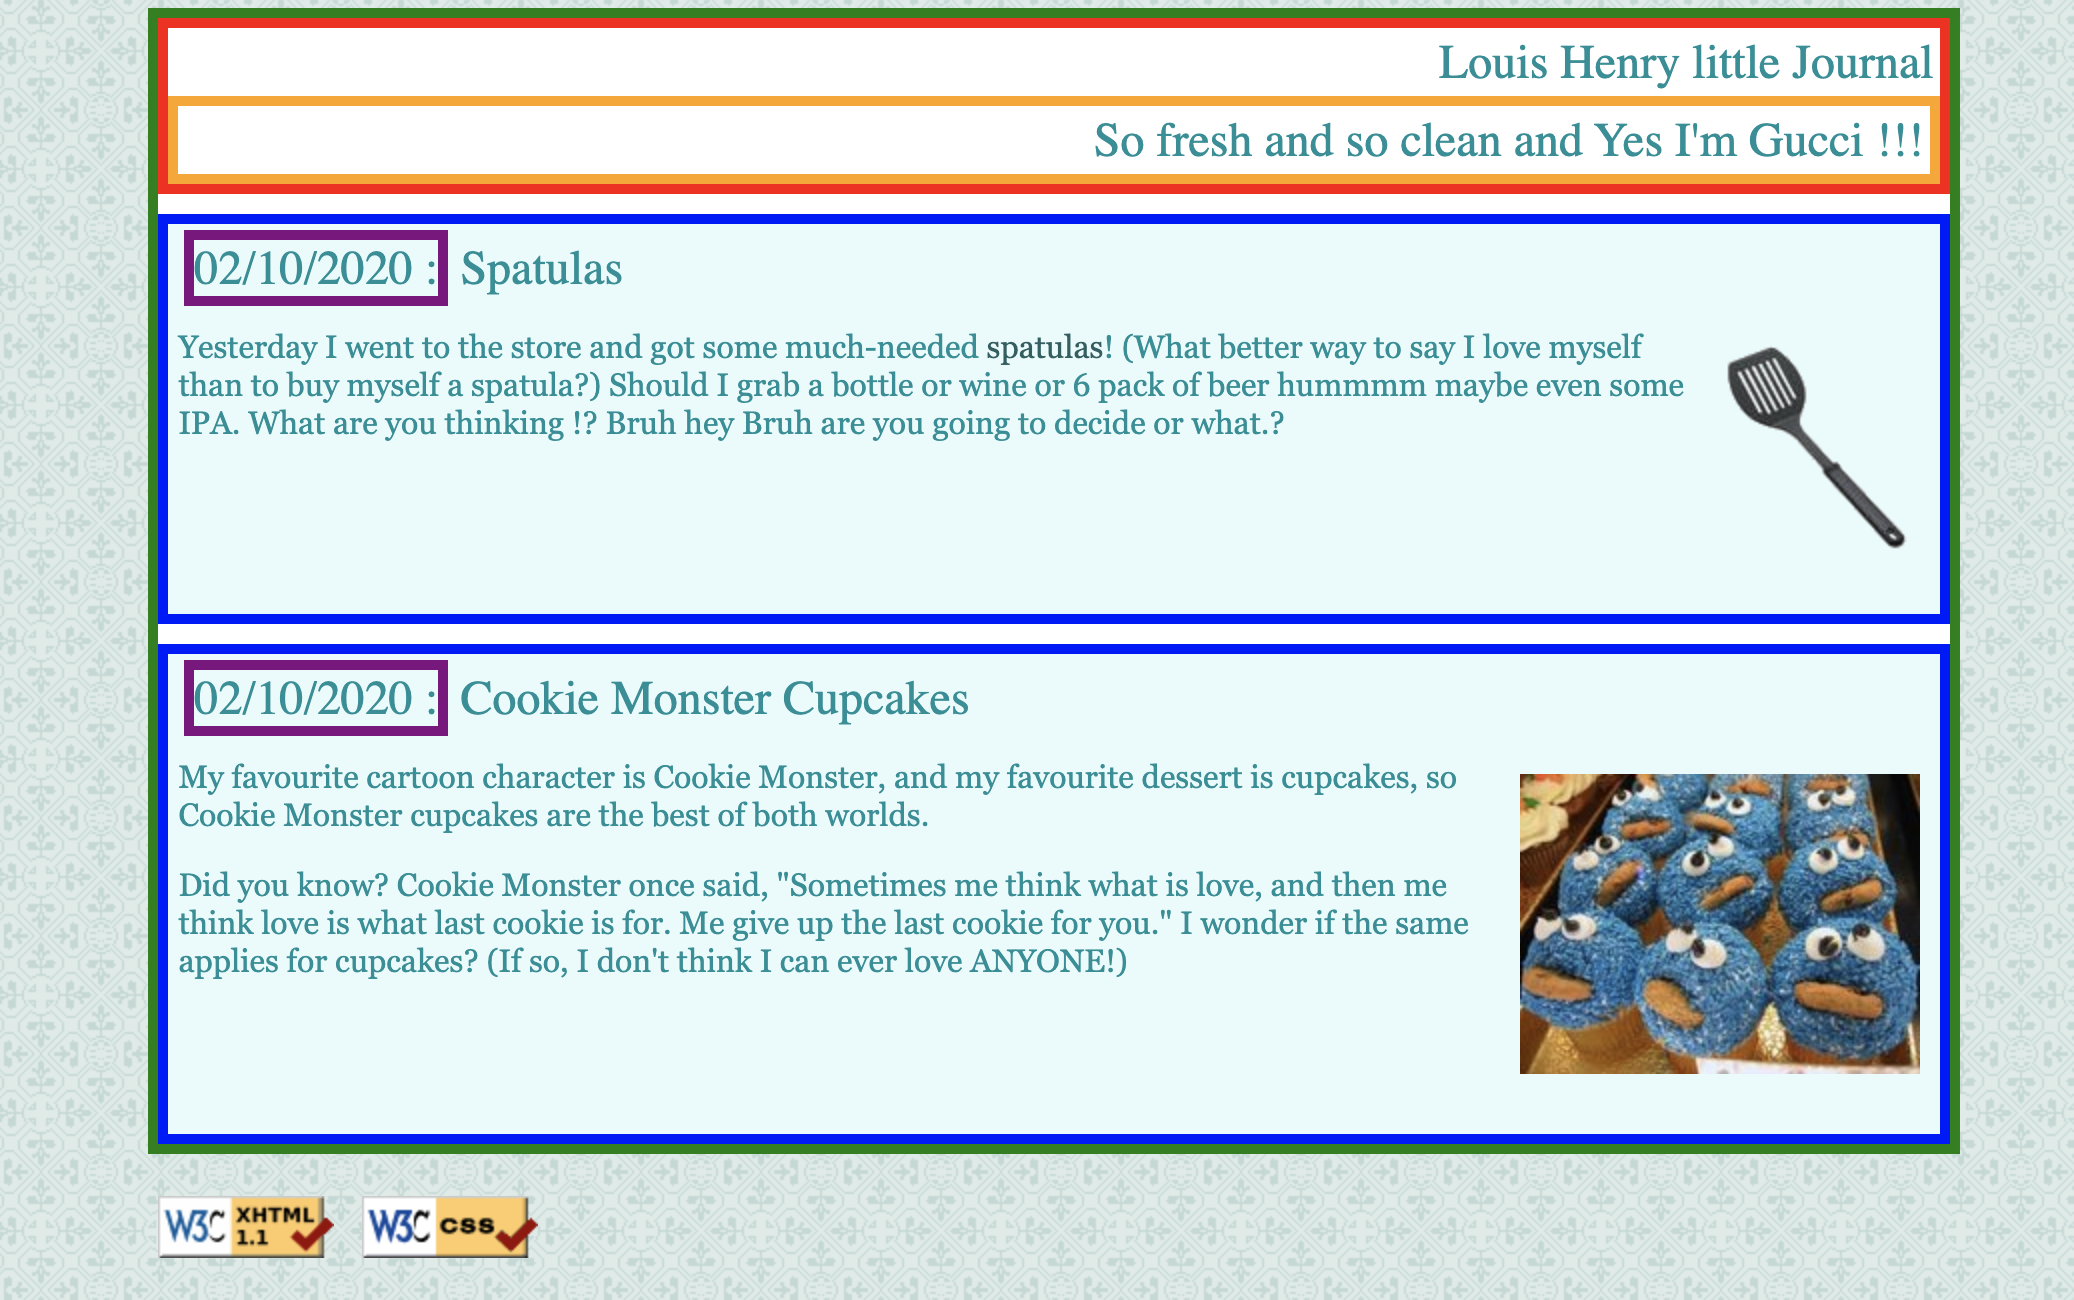 Louis Henry little Journal
So fresh and so clean and Yes I'm Gucci !!!
02/10/2020 : Spatulas
Yesterday I went to the store and got some much-needed spatulas! (What better way to say I love myself
than to buy myself a spatula?) Should I grab a bottle or wine or 6 pack of beer hummmm maybe even some
IPA. What are you thinking !? Bruh hey Bruh are you going to decide or what.?
02/10/2020 : Cookie Monster Cupcakes
My favourite cartoon character is Cookie Monster, and my favourite dessert is cupcakes, so
Cookie Monster cupcakes are the best of both worlds.
Did you know? Cookie Monster once said, "Sometimes me think what is love, and then me
think love is what last cookie is for. Me give up the last cookie for you." I wonder if the same
applies for cupcakes? (If so, I don't think I can ever love ANYONE!)
W3C XHTML 1.1
W3C CSS